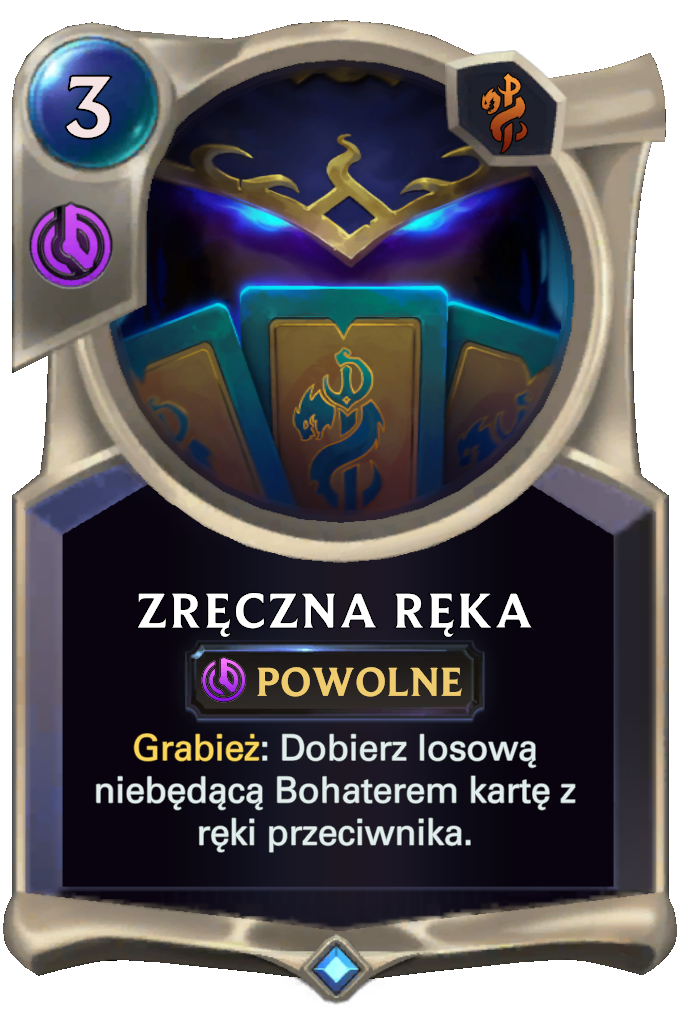 3
ZRĘCZNA RĘKA
POWOLNE
Grabież: Dobierz losową
niebędącą Bohaterem kartę z
ręki przeciwnika.